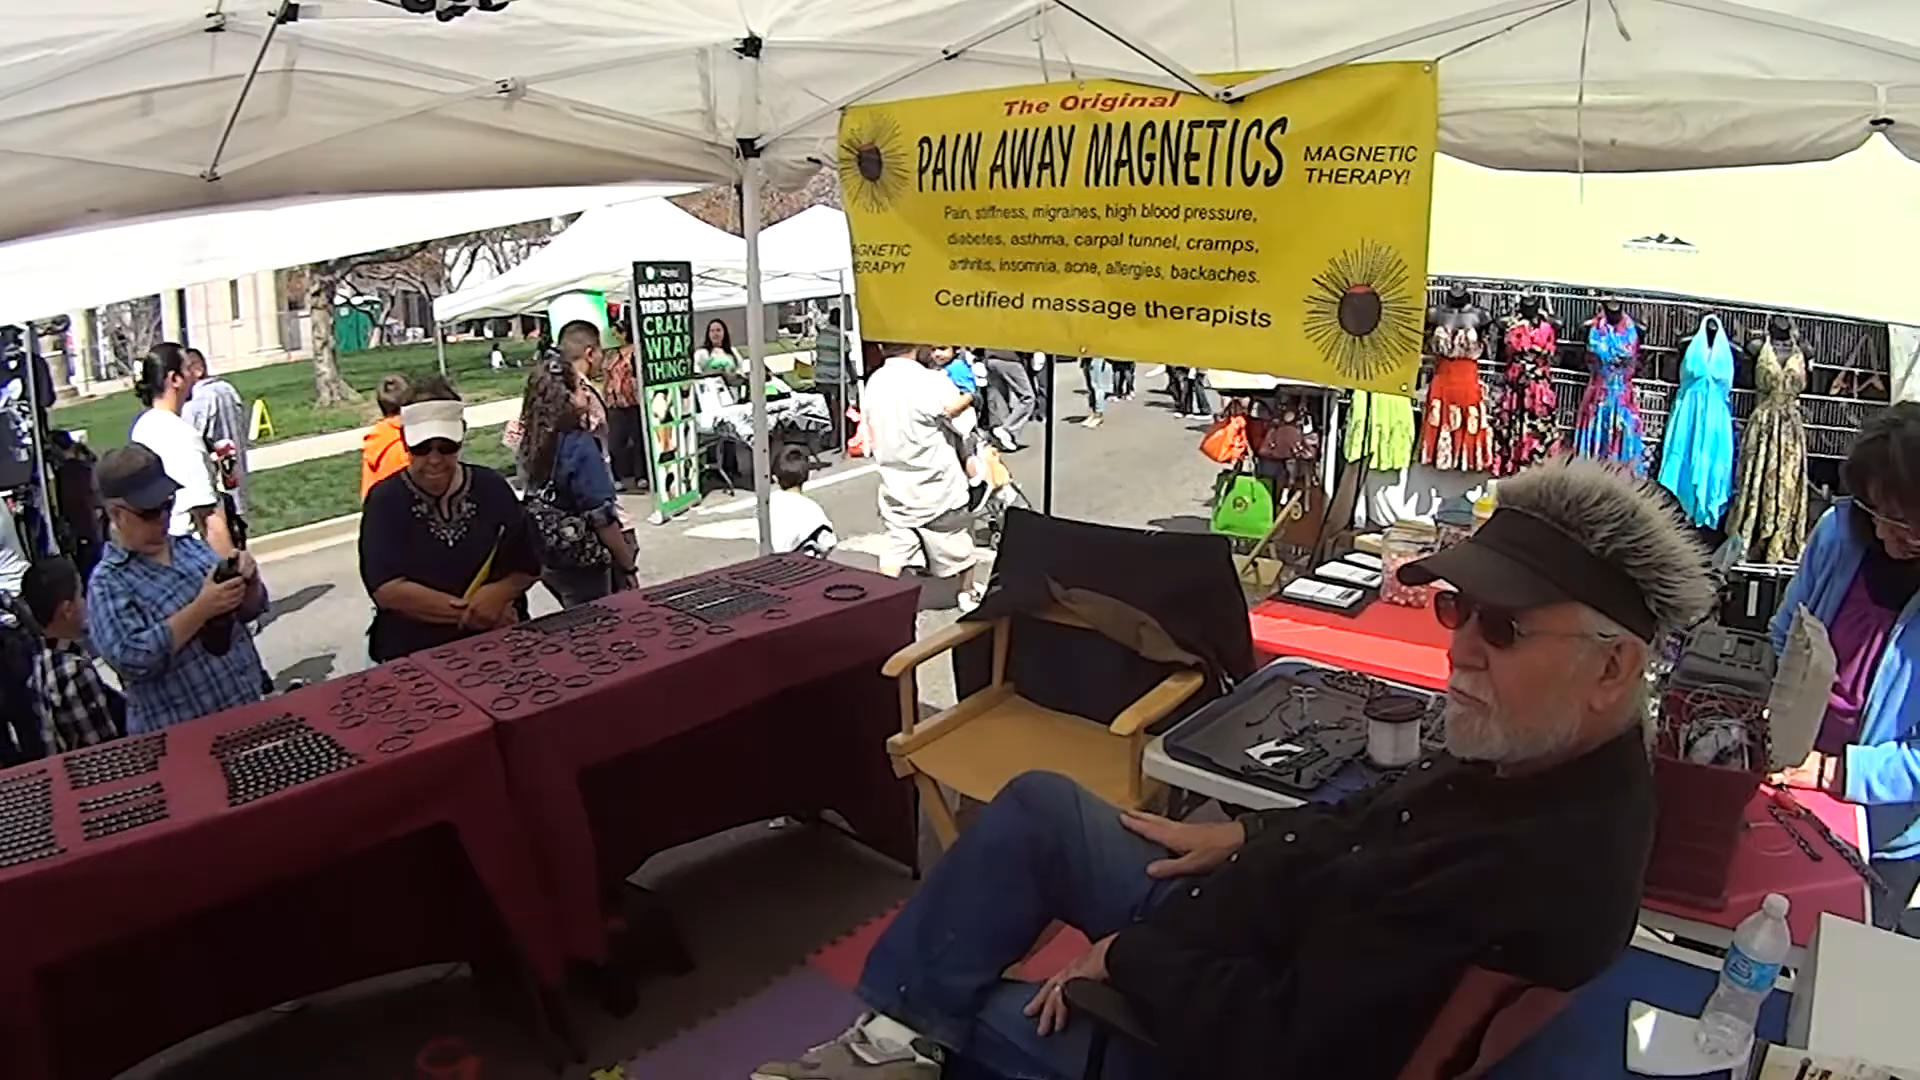 The Original
PAIN AWAY MAGNETICS
MAGNETIC
THERAPY!
Pain, stiffness, migraines, high blood pressure,
diabetes, asthma, carpal tunnel, cramps,
arthritis, insomnia, acne, allergies, backaches.
Certified massage therapists
AGNETIC
ERAPY!
HAVE YOU
TRIED THAT
CRAZY
WRAP
THING?